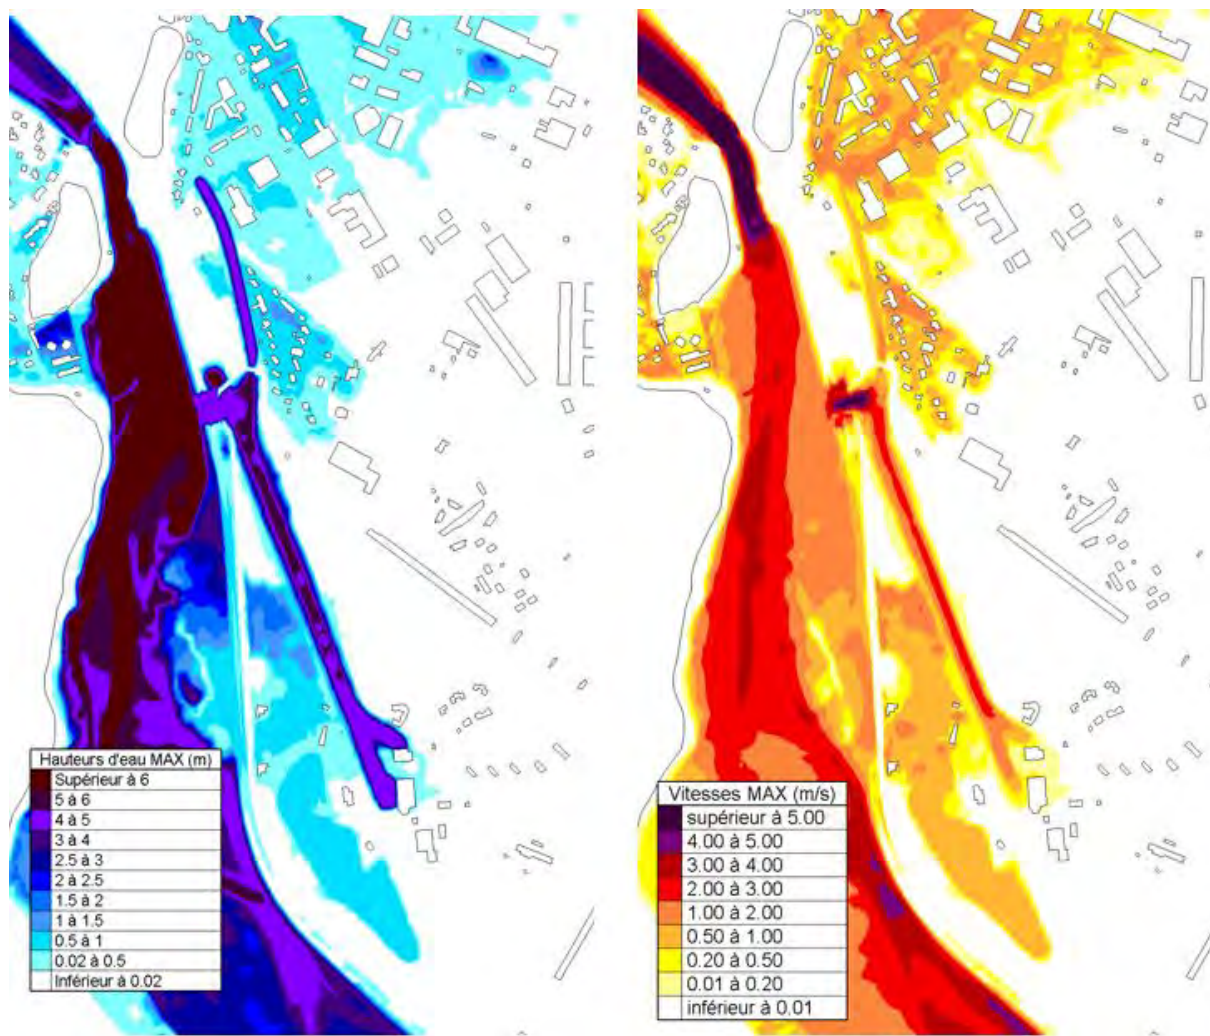 Hauteurs d'eau MAX (m)
Supérieur à 6
5 à 6
4 à 5
3 à 4
2.5 à 3
2 à 2.5
1.5 à 2
1 à 1.5
0.5 à 1
0.02 à 0.5
Inférieur à 0.02
Vitesses MAX (m/s)
supérieur à 5.00
4.00 à 5.00
3.00 à 4.00
2.00 à 3.00
1.00 à 2.00
0.50 à 1.00
0.20 à 0.50
0.01 à 0.20
inférieur à 0.01